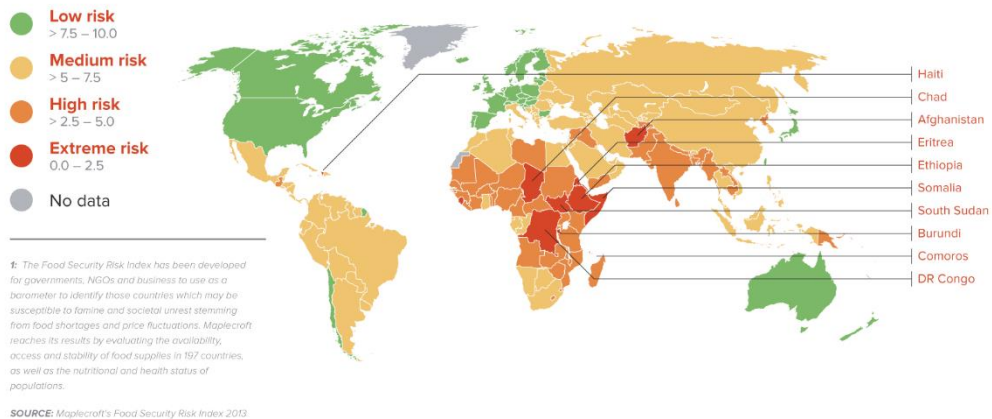 Low risk
> 7.5 – 10.0
Medium risk
> 5 – 7.5
High risk
> 2.5 – 5.0
Extreme risk
0.0 – 2.5
No data
1: The Food Security Risk Index has been developed
for governments, NGOs and business to use as a
barometer to identify those countries which may be
susceptible to famine and societal unrest stemming
from food shortages and price fluctuations. Maplecroft
reaches its results by evaluating the availability,
access and stability of food supplies in 197 countries,
as well as the nutritional and health status of
populations.
SOURCE: Maplecroft's Food Security Risk Index 2013
Haiti
Chad
Afghanistan
Eritrea
Ethiopia
Somalia
South Sudan
Burundi
Comoros
DR Congo